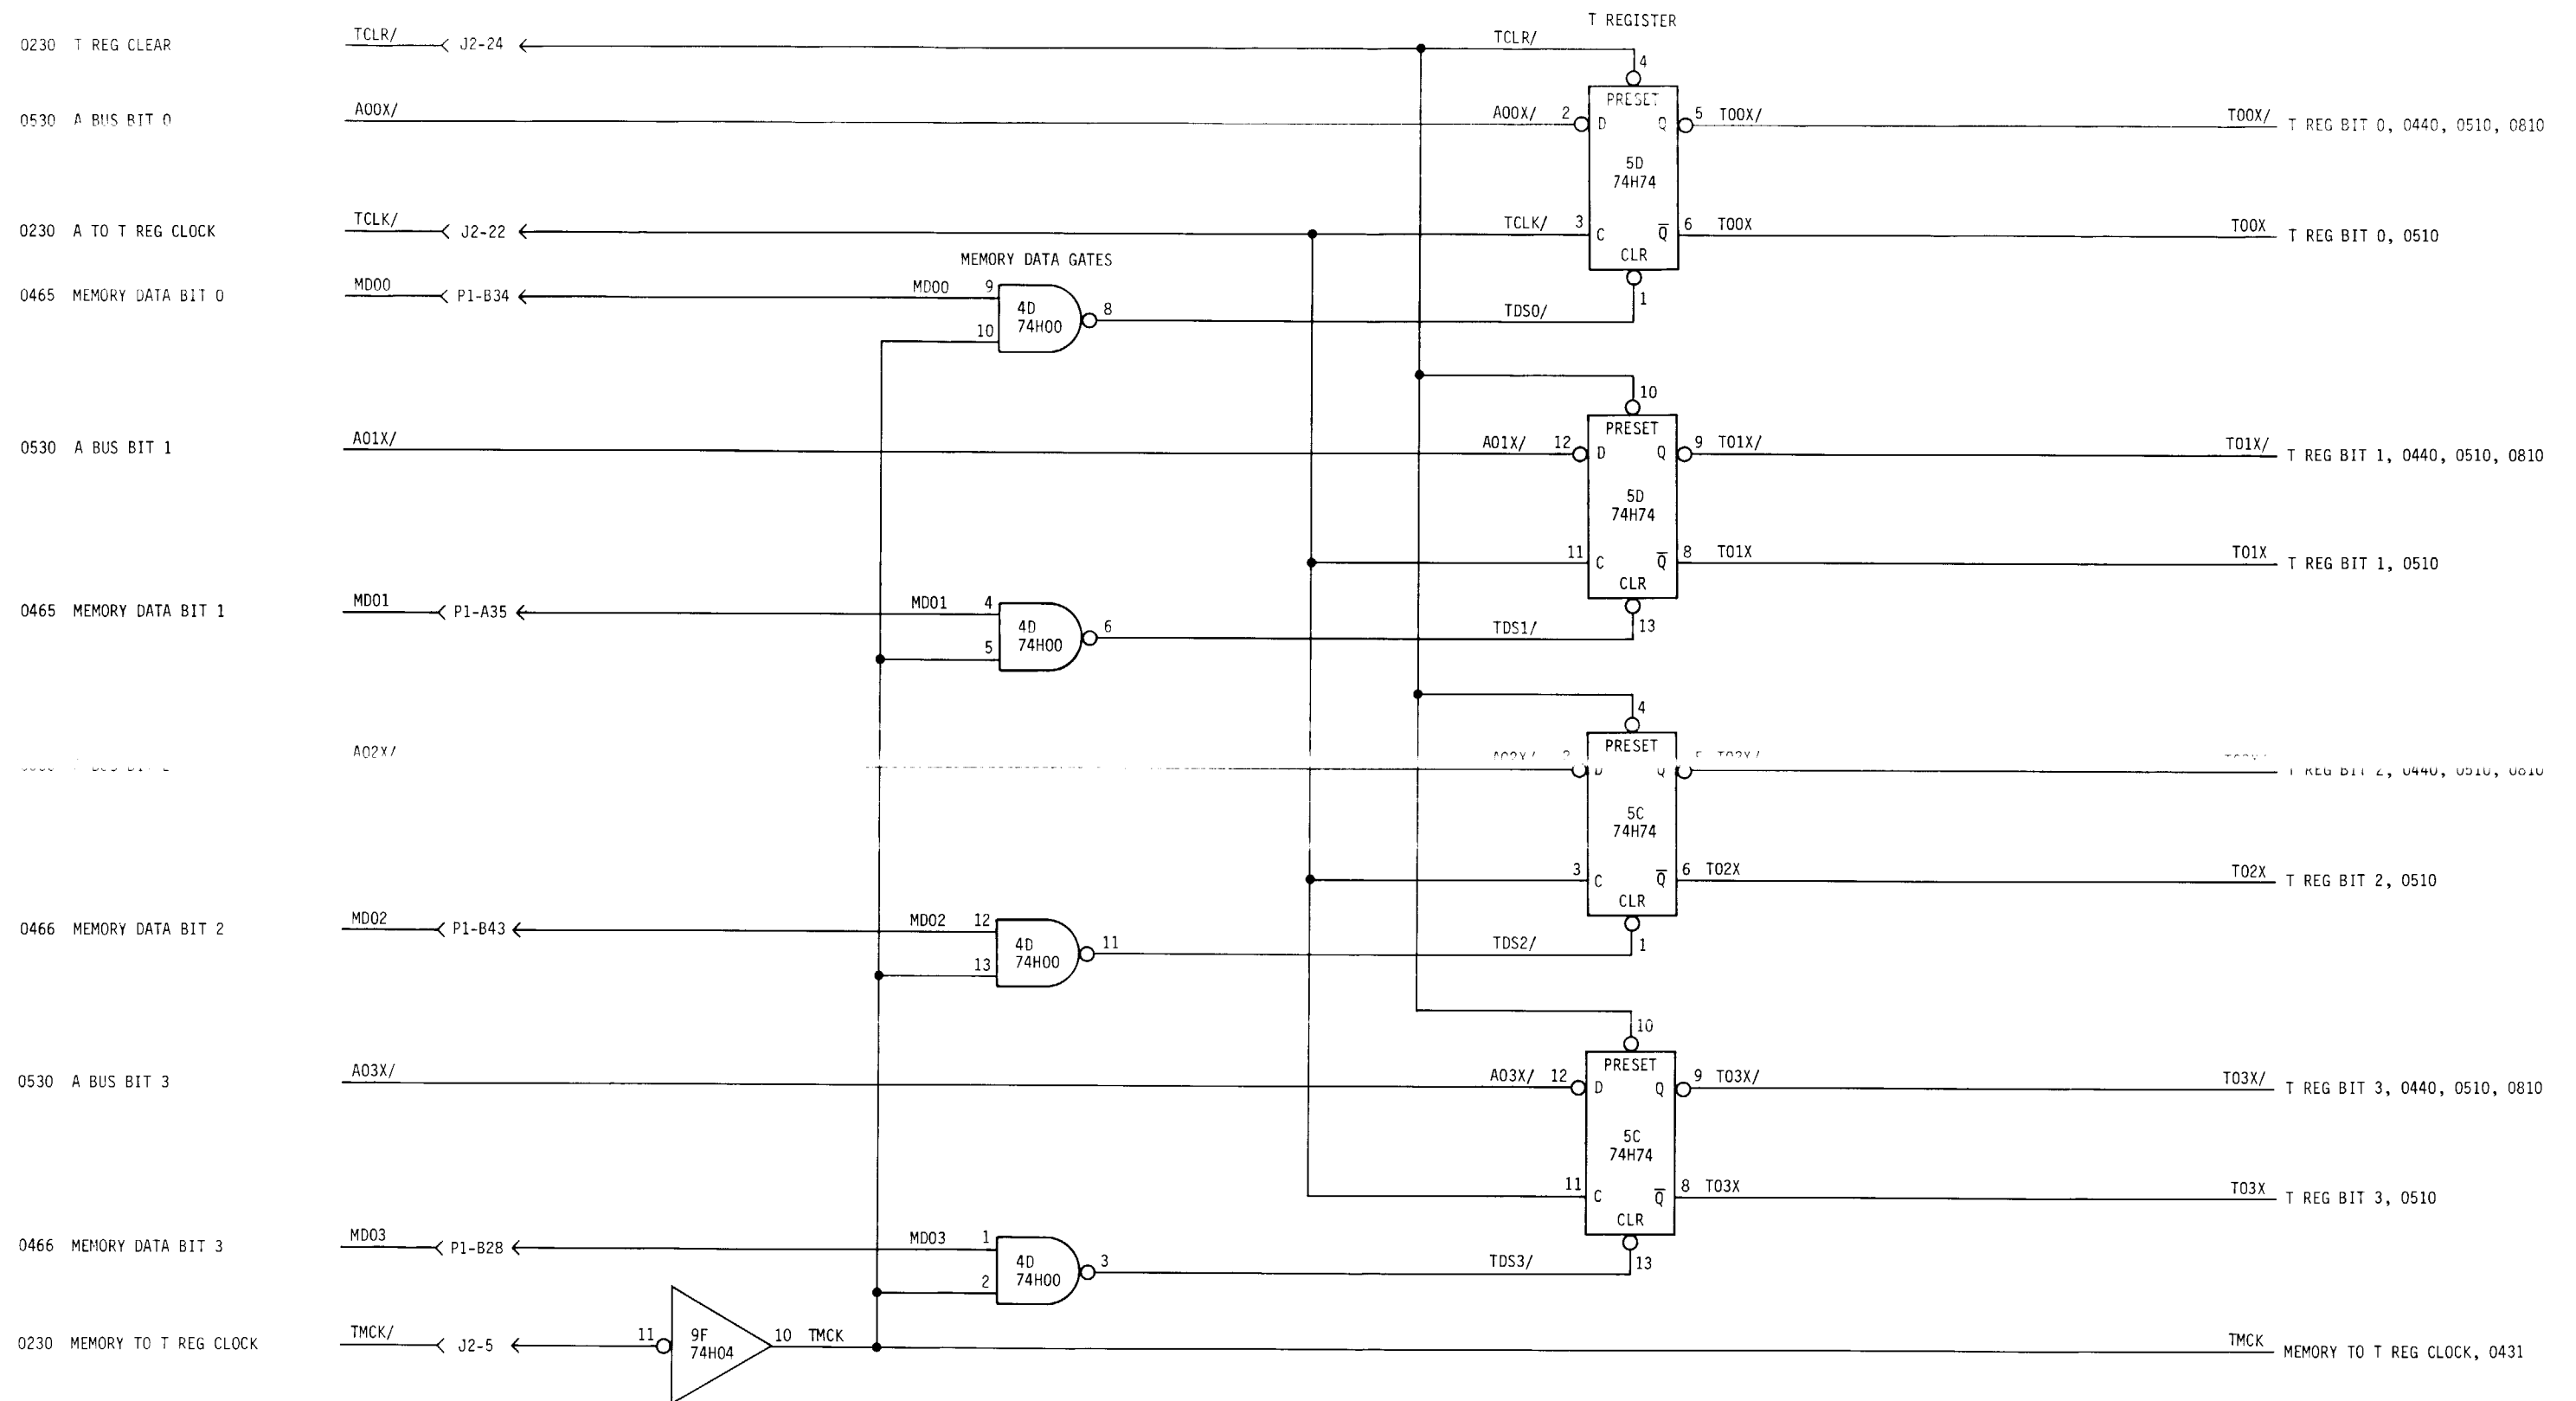 T REGISTER
0230 T REG CLEAR TCLR/ J2-24 TCLR/ 4
PRESET
0530 A BUS BIT 0 A00X/ A00X/ 2 D Q 5 T00X/ T00X/ T REG BIT 0, 0440, 0510, 0810
5D
74H74
0230 A TO T REG CLOCK TCLK/ J2-22 TCLK/ 3 C Q 6 T00X T00X T REG BIT 0, 0510
CLR
MEMORY DATA GATES
0465 MEMORY DATA BIT 0 MD00 P1-B34 MD00 9 1
4D
74H00 8 TDS0/
10
10
PRESET
0530 A BUS BIT 1 A01X/ A01X/ 12 D Q 9 T01X/ T01X/ T REG BIT 1, 0440, 0510, 0810
5D
74H74
11 C Q 8 T01X T01X T REG BIT 1, 0510
CLR
0465 MEMORY DATA BIT 1 MD01 P1-A35 MD01 4
4D
74H00 6 TDS1/ 13
5
4
PRESET
A02X/
D Q
T REG BIT 2, 0440, 0510, 0810
5C
74H74
3 C Q 6 T02X T02X T REG BIT 2, 0510
CLR
0466 MEMORY DATA BIT 2 MD02 P1-B43 MD02 12
4D
74H00 11 TDS2/ 1
13
10
PRESET
0530 A BUS BIT 3 A03X/ A03X/ 12 D Q 9 T03X/ T03X/ T REG BIT 3, 0440, 0510, 0810
5C
74H74
11 C Q 8 T03X T03X T REG BIT 3, 0510
CLR
0466 MEMORY DATA BIT 3 MD03 P1-B28 MD03 1
4D
74H00 3 TDS3/ 13
2
0230 MEMORY TO T REG CLOCK TMCK/ J2-5 11 9F 10 TMCK TMCK MEMORY TO T REG CLOCK, 0431
74H04